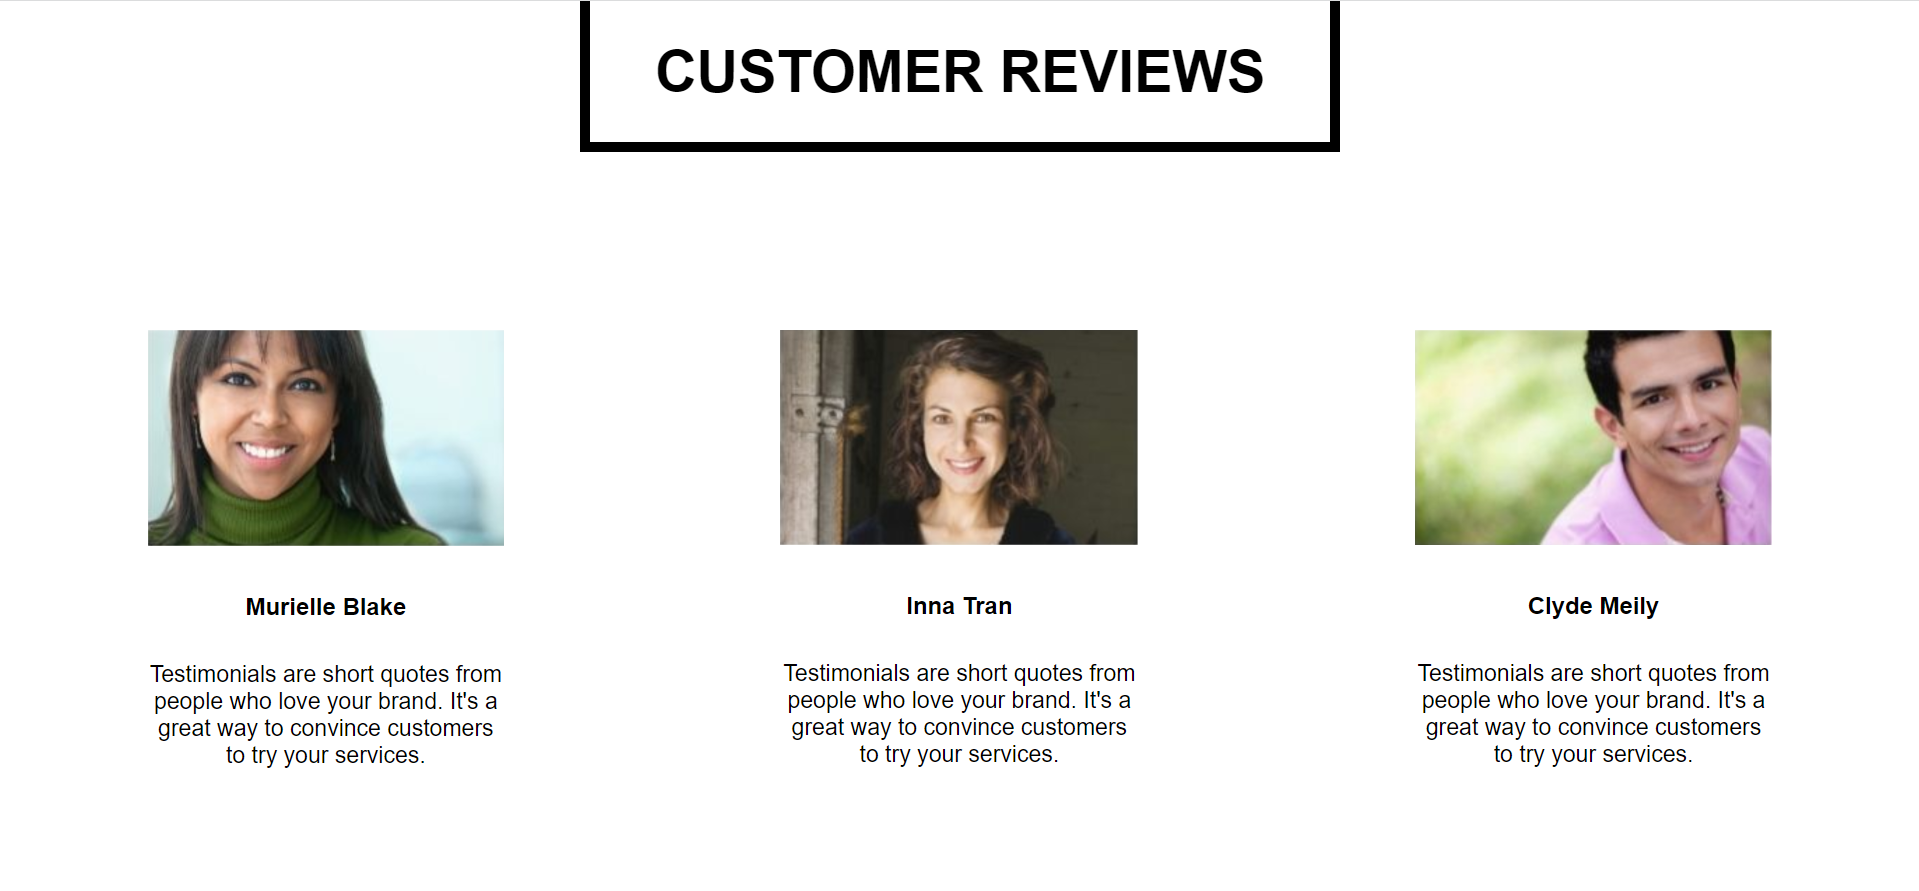 CUSTOMER REVIEWS
Murielle Blake
Testimonials are short quotes from
people who love your brand. It's a
great way to convince customers
to try your services.
Inna Tran
Testimonials are short quotes from
people who love your brand. It's a
great way to convince customers
to try your services.
Clyde Meily
Testimonials are short quotes from
people who love your brand. It's a
great way to convince customers
to try your services.